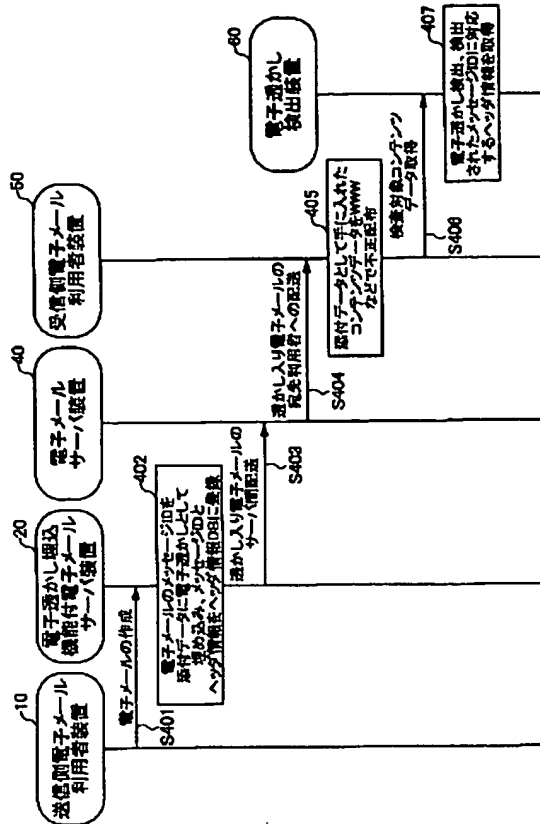 10
送信側電子メール
利用者装置
20
電子透かし埋込
機能付電子メール
サーバ装置
40
電子メール
サーバ装置
50
受信側電子メール
利用者装置
60
電子透かし
検出装置
電子メールの作成
S401
402
電子メールのメッセージIDを
添付データに電子透かしとして
埋め込み、メッセージIDと
ヘッダ情報をヘッダ情報DBに登録
透かし入り電子メールの
サーバ間配送
S403
透かし入り電子メールの
宛先利用者への配送
S404
405
添付データとして手に入れた
コンテンツデータをWWW
などで不正配布
検査対象コンテンツ
データ取得
S406
407
電子透かし検出、検出
されたメッセージIDに対応
するヘッダ情報を取得